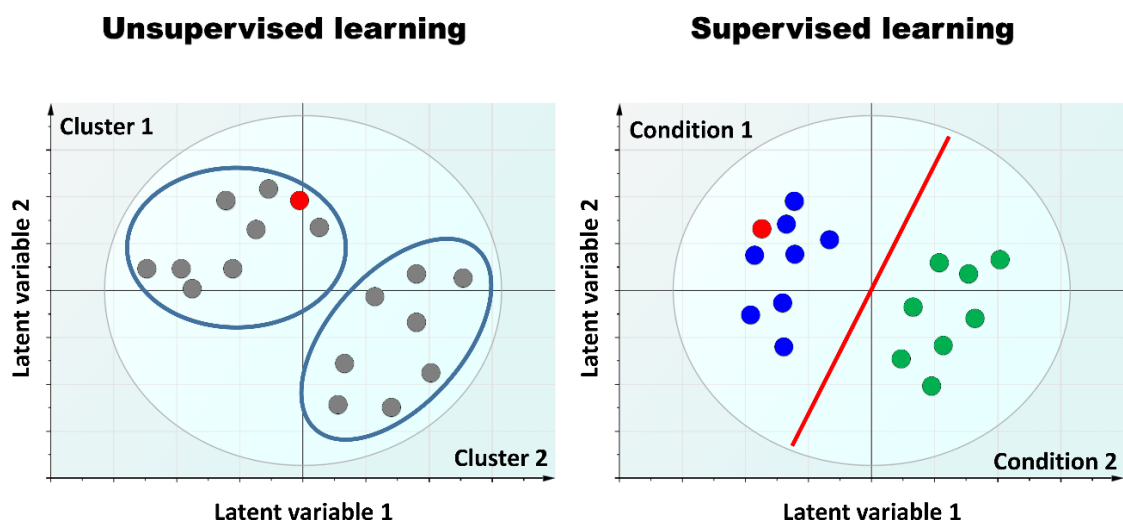 Unsupervised learning
Supervised learning
Cluster 1
Latent variable 2
Cluster 2
Latent variable 1
Condition 1
Latent variable 2
Condition 2
Latent variable 1